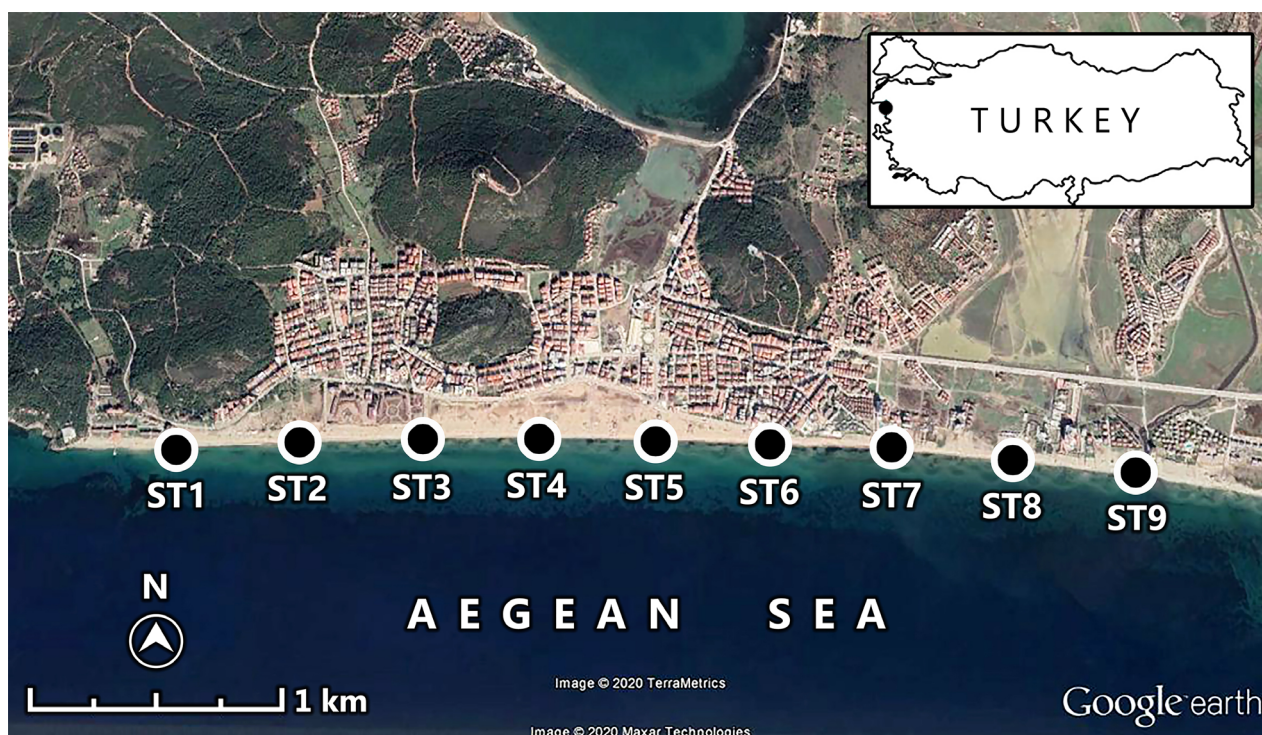 TURKEY
ST1
ST2
ST3
ST4
ST5
ST6
ST7
ST8
ST9
N
AEGEAN SEA
1 km
Image © 2020 TerraMetrics
Google earth
Image © 2020 Maxar Technologies